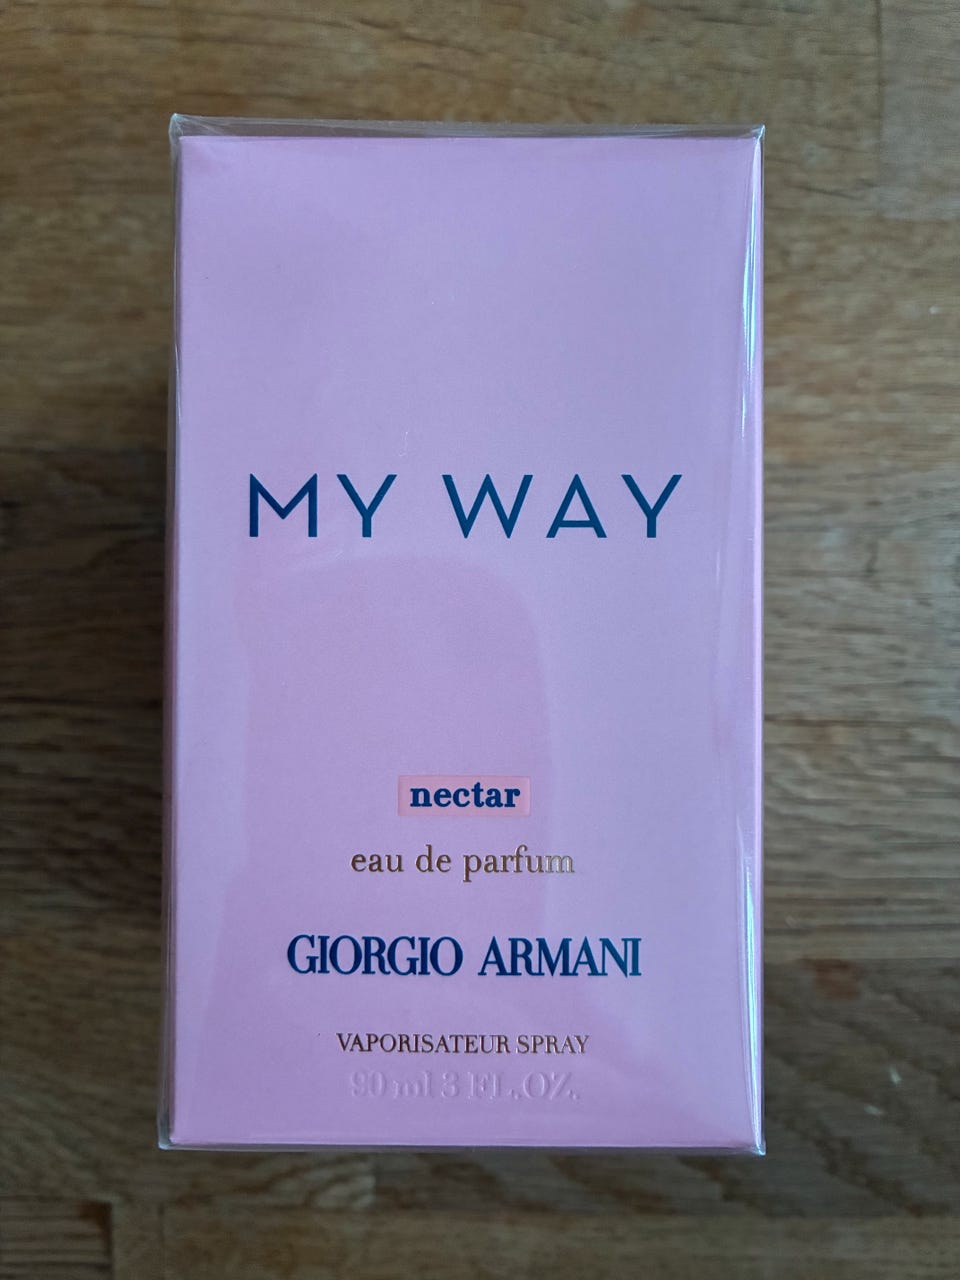 MY WAY
nectar
eau de parfum
GIORGIO ARMANI
VAPORISATEUR SPRAY
90 ml 3 FL.OZ.